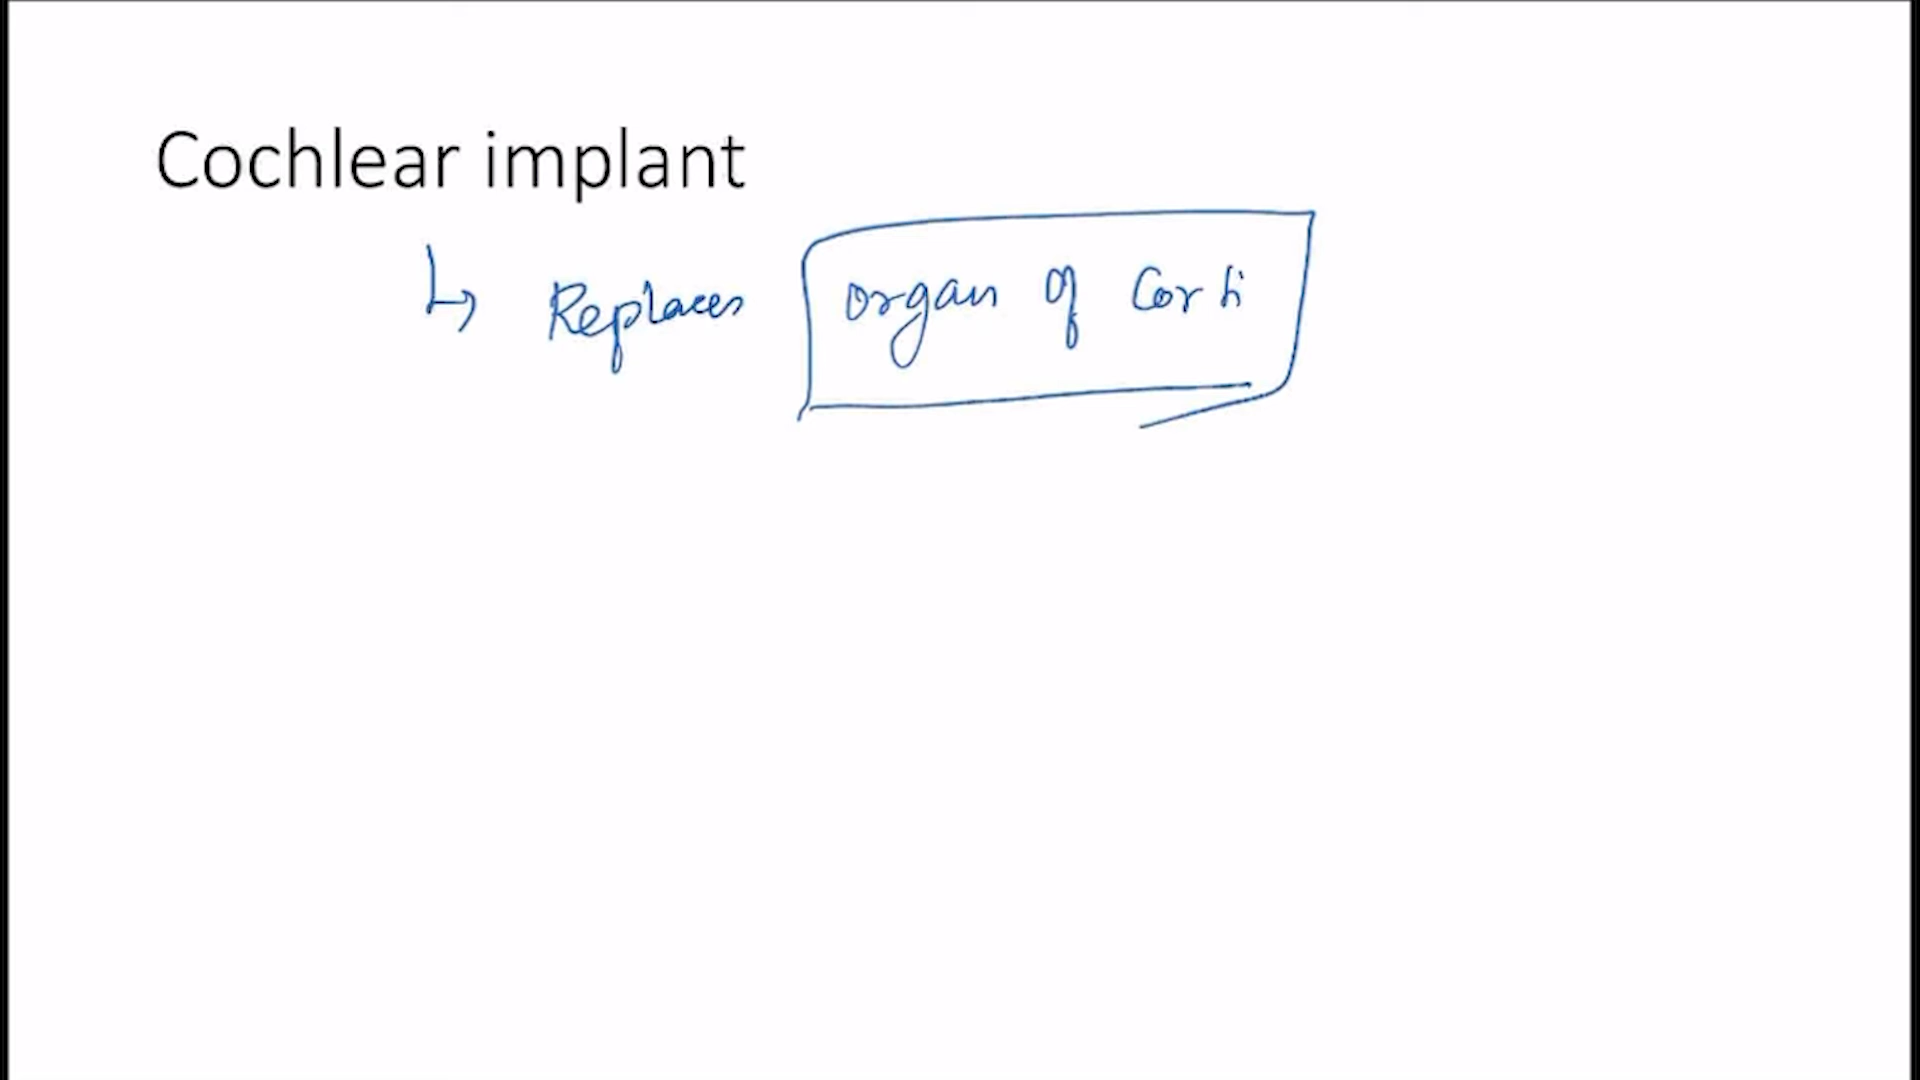 Cochlear implant
↳ Replaces organ of Corti